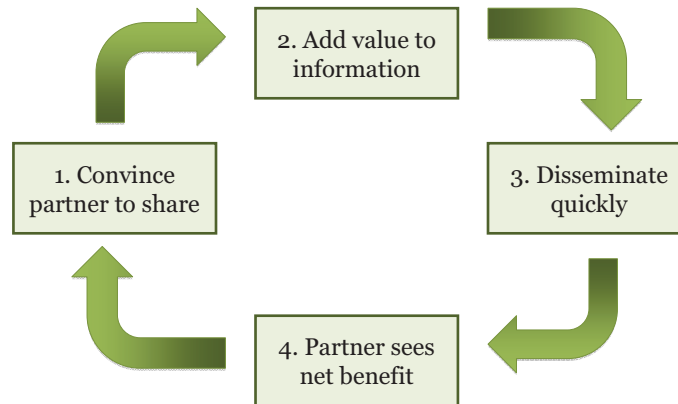 1. Convince
partner to share
2. Add value to
information
3. Disseminate
quickly
4. Partner sees
net benefit